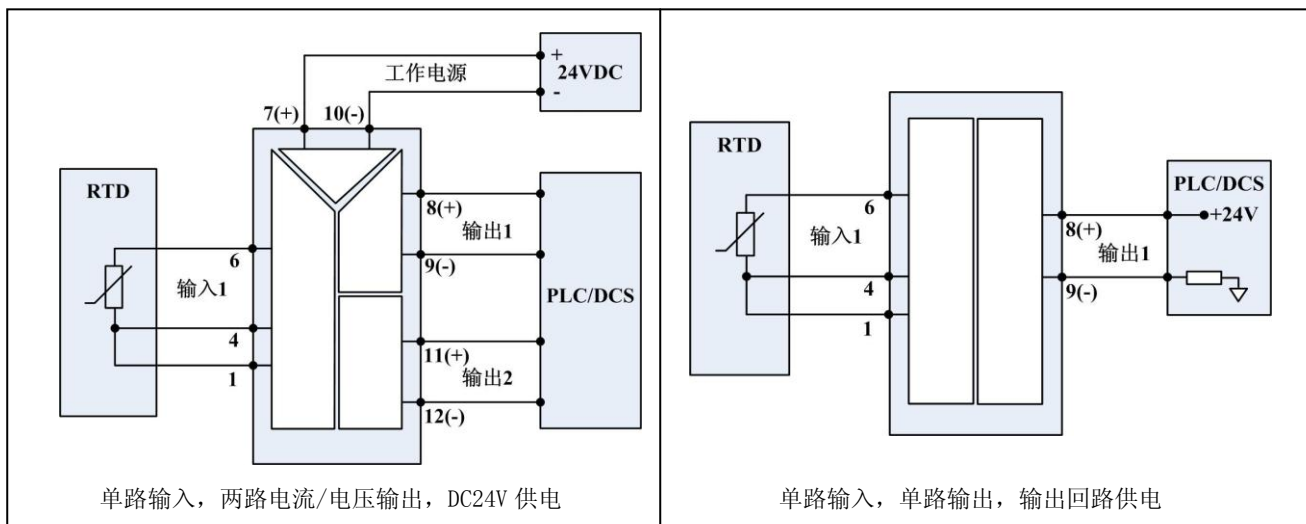 +
工作电源
24VDC
-
7(+)
10(-)
RTD
6
输入1
4
1
8(+)
输出1
9(-)
PLC/DCS
11(+)
输出2
12(-)
单路输入，两路电流/电压输出，DC24V 供电
RTD
6
输入1
4
1
PLC/DCS
+24V
8(+)
输出1
9(-)
单路输入，单路输出，输出回路供电